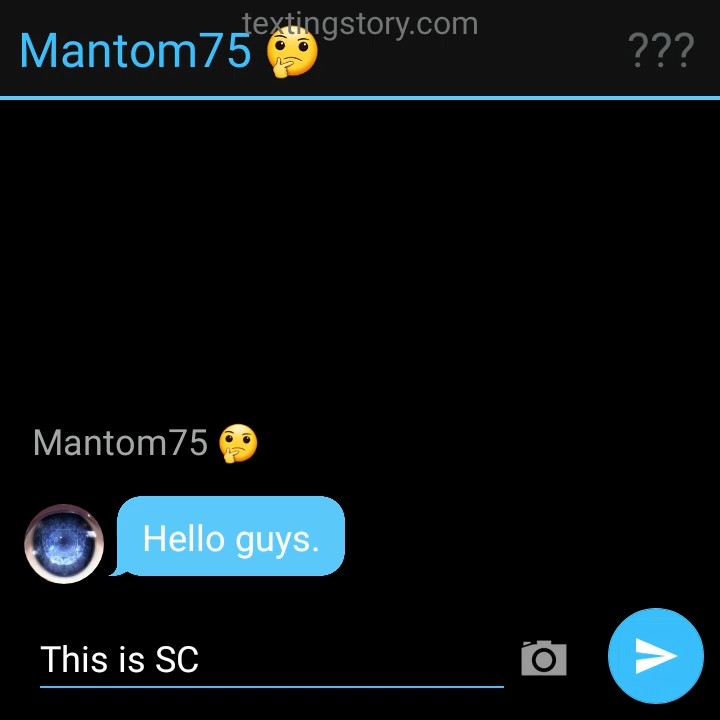 textingstory.com
Mantom75 🤔 ???
Mantom75 🤔
Hello guys.
This is SC